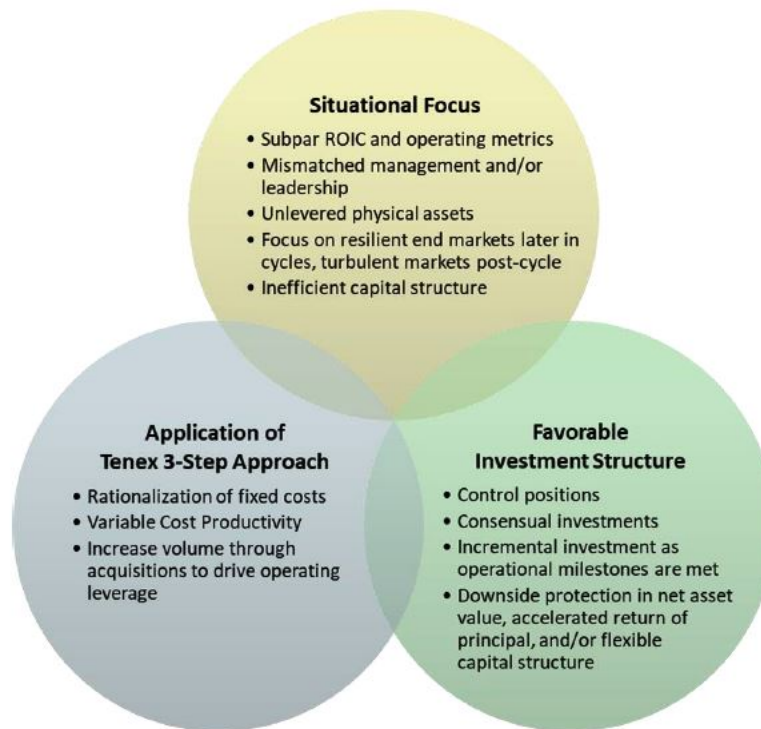 Situational Focus
• Subpar ROIC and operating metrics
• Mismatched management and/or
leadership
• Unlevered physical assets
• Focus on resilient end markets later in
cycles, turbulent markets post-cycle
• Inefficient capital structure
Application of
Tenex 3-Step Approach
• Rationalization of fixed costs
• Variable Cost Productivity
• Increase volume through
acquisitions to drive operating
leverage
Favorable
Investment Structure
• Control positions
• Consensual investments
• Incremental investment as
operational milestones are met
• Downside protection in net asset
value, accelerated return of
principal, and/or flexible
capital structure